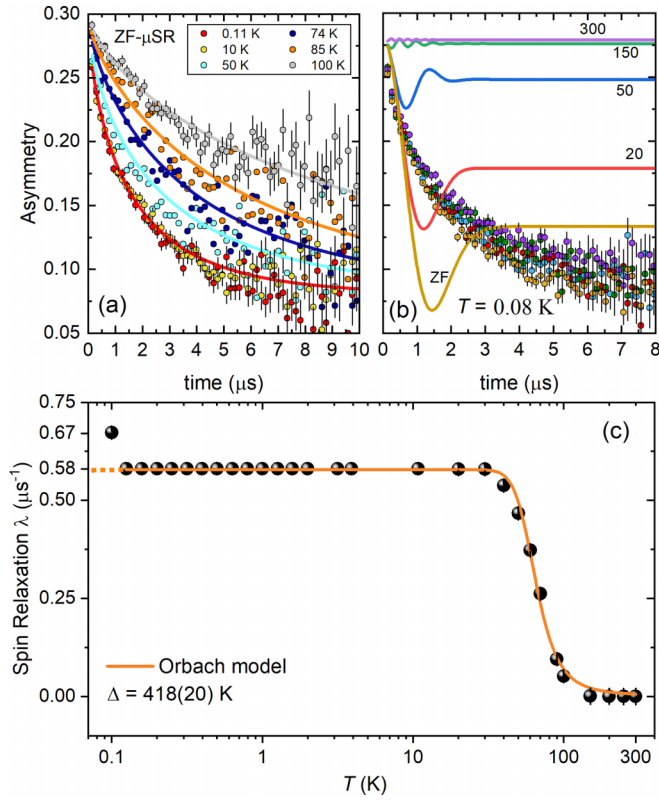 ZF-μSR
0.11 K
74 K
10 K
85 K
50 K
100 K
0.30
0.25
0.20
0.15
0.10
0.05
Asymmetry
(a)
0 1 2 3 4 5 6 7 8 9 10
time (μs)
300
150
50
20
ZF
(b)
T = 0.08 K
0 1 2 3 4 5 6 7 8
time (μs)
(c)
0.75
0.67
0.58
0.50
0.25
0.00
Spin Relaxation λ (μs⁻¹)
Orbach model
Δ = 418(20) K
0.1 1 10 100 300
T (K)